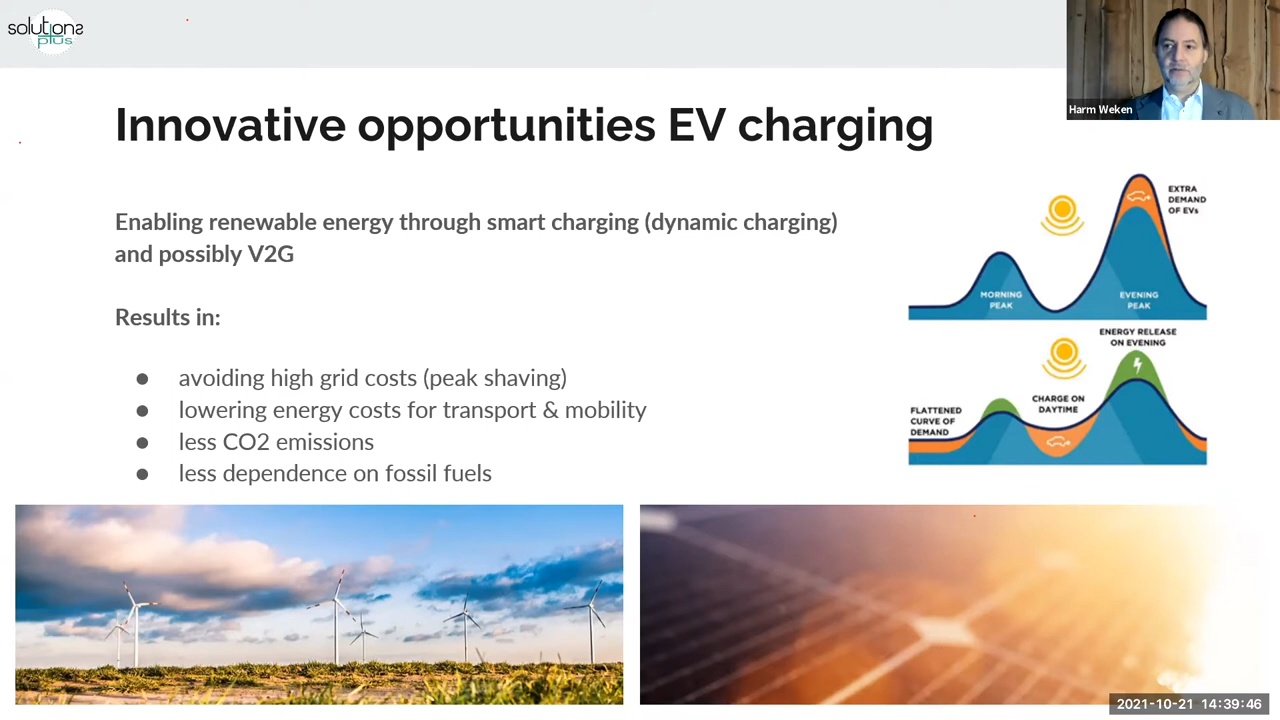 solutions
plus
Harm Weken
Innovative opportunities EV charging
Enabling renewable energy through smart charging (dynamic charging)
and possibly V2G
Results in:
● avoiding high grid costs (peak shaving)
● lowering energy costs for transport & mobility
● less CO2 emissions
● less dependence on fossil fuels
EXTRA
DEMAND
OF EVs
MORNING
PEAK
EVENING
PEAK
ENERGY RELEASE
ON EVENING
CHARGE ON
DAYTIME
FLATTENED
CURVE OF
DEMAND
2021-10-21 14:39:46